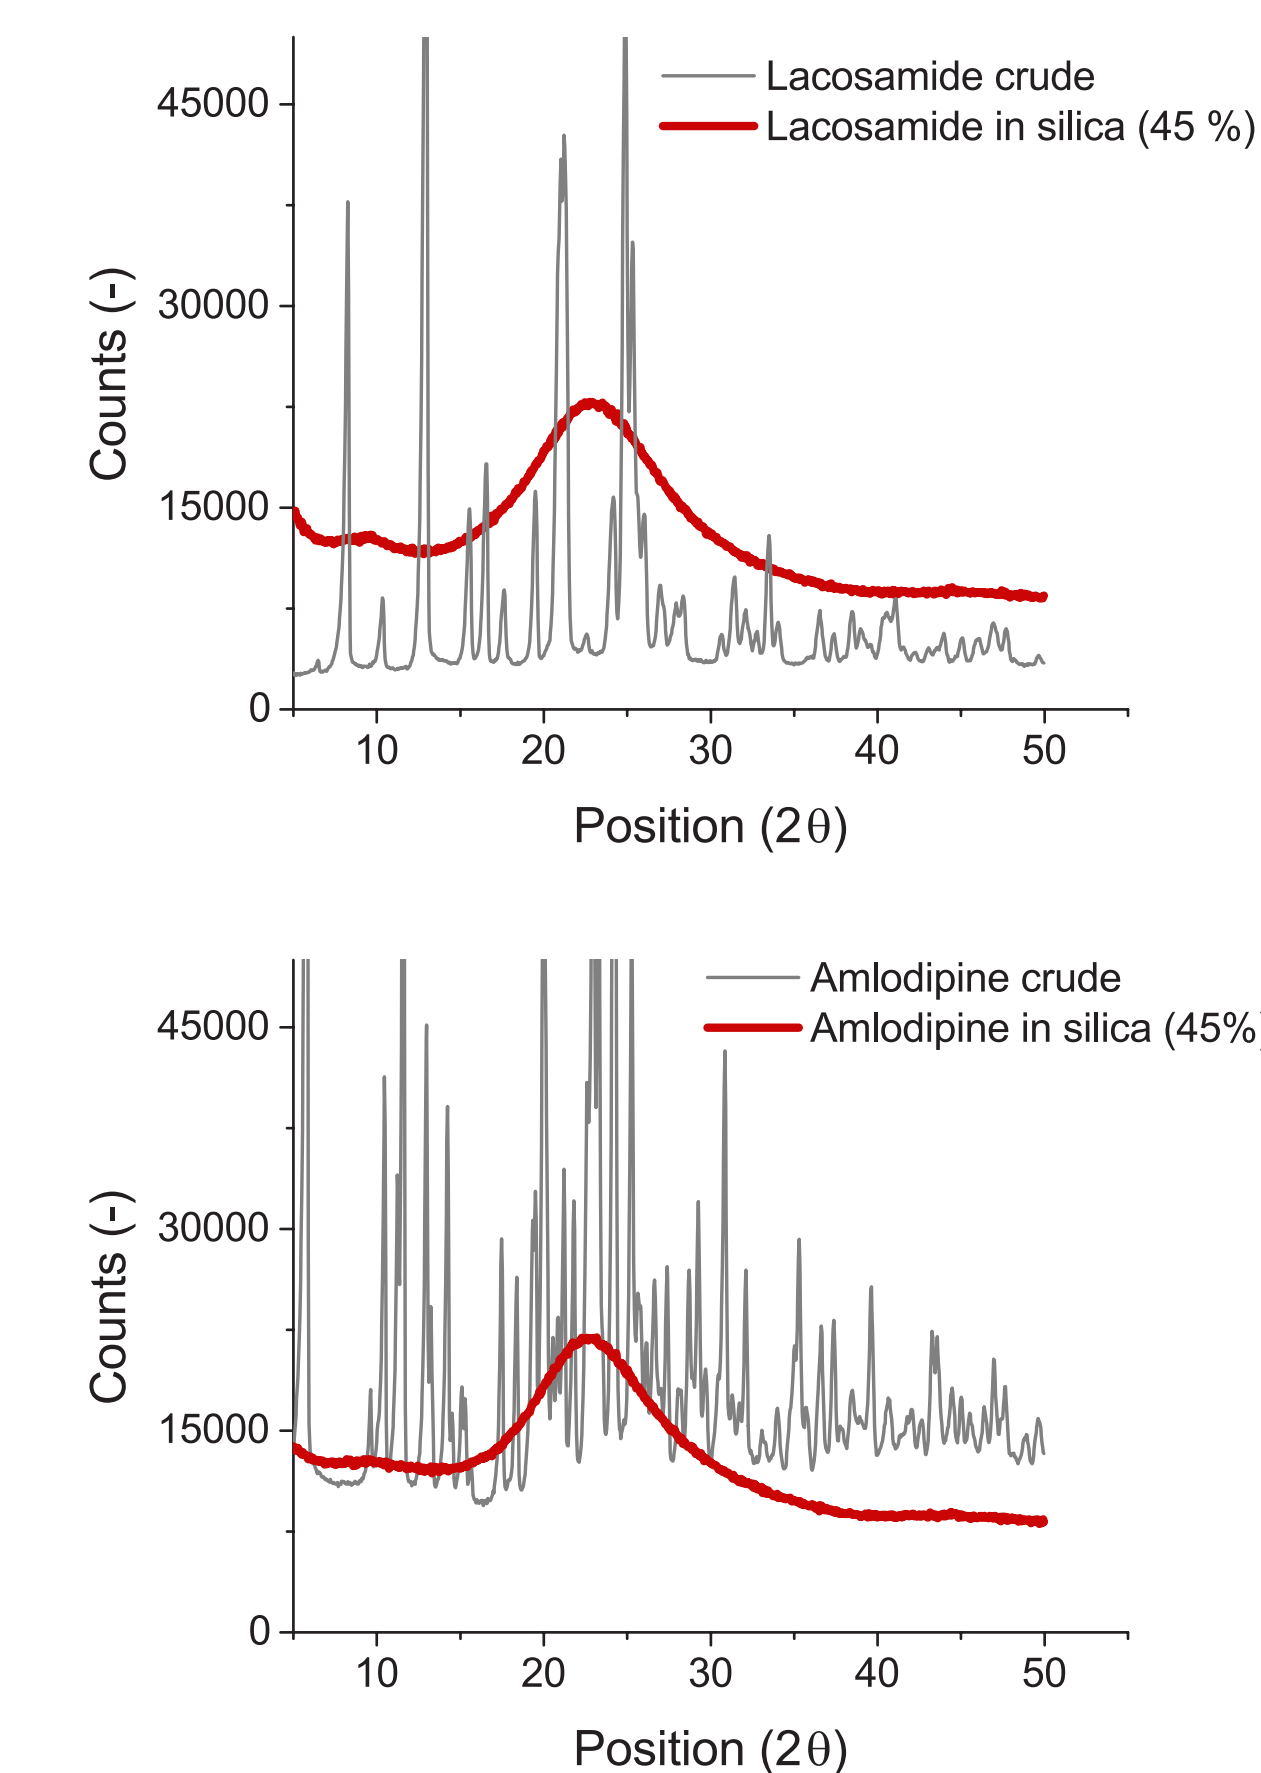 Lacosamide crude
Lacosamide in silica (45 %)
45000
30000
15000
0
Counts (-)
10 20 30 40 50
Position (2θ)
Amlodipine crude
Amlodipine in silica (45%)
45000
30000
15000
0
Counts (-)
10 20 30 40 50
Position (2θ)